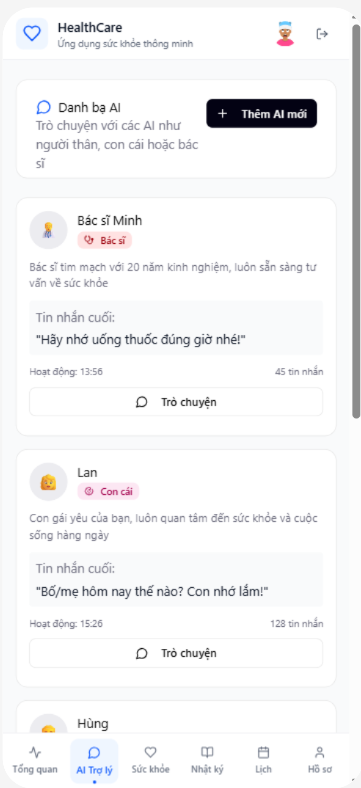 HealthCare
Ứng dụng sức khỏe thông minh
Danh bạ AI
Thêm AI mới
Trò chuyện với các AI như
người thân, con cái hoặc bác
sĩ
Bác sĩ Minh
Bác sĩ
Bác sĩ tim mạch với 20 năm kinh nghiệm, luôn sẵn sàng tư
vấn về sức khỏe
Tin nhắn cuối:
"Hãy nhớ uống thuốc đúng giờ nhé!"
Hoạt động: 13:56
45 tin nhắn
Trò chuyện
Lan
Con cái
Con gái yêu của bạn, luôn quan tâm đến sức khỏe và cuộc
sống hàng ngày
Tin nhắn cuối:
"Bố/mẹ hôm nay thế nào? Con nhớ lắm!"
Hoạt động: 15:26
128 tin nhắn
Trò chuyện
Hùng
Tổng quan
AI Trợ lý
Sức khỏe
Nhật ký
Lịch
Hồ sơ